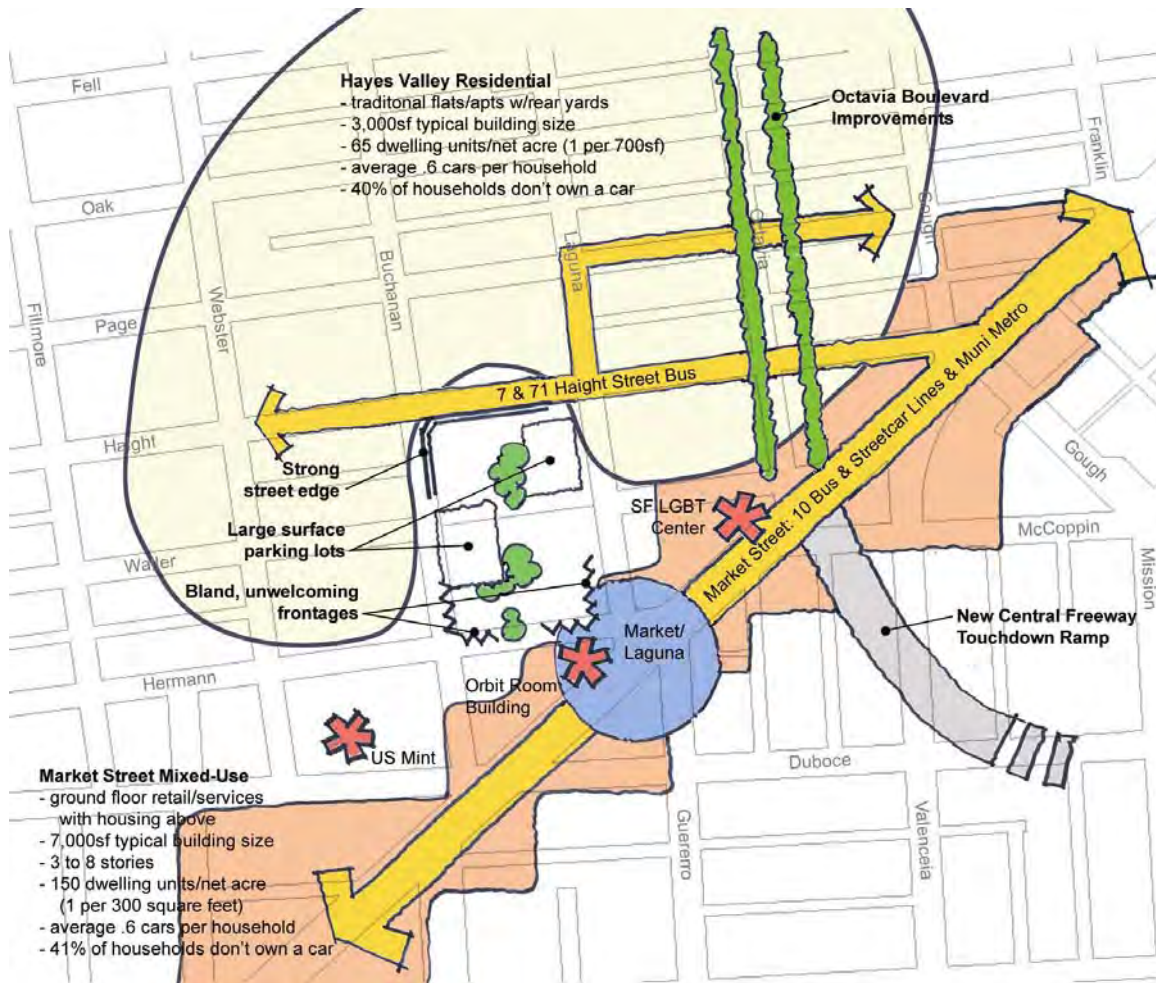 Fell
Hayes Valley Residential
- traditonal flats/apts w/rear yards
- 3,000sf typical building size
- 65 dwelling units/net acre (1 per 700sf)
- average .6 cars per household
- 40% of households don't own a car
Octavia Boulevard
Improvements
Franklin
Oak
Gough
Octavia
Laguna
Buchanan
Webster
Fillmore
Page
7 & 71 Haight Street Bus
Market Street: 10 Bus & Streetcar Lines & Muni Metro
Haight
Strong
street edge
Gough
SF LGBT
Center
McCoppin
Mission
Large surface
parking lots
Waller
Bland, unwelcoming
frontages
New Central Freeway
Touchdown Ramp
Market/
Laguna
Hermann
Orbit Room
Building
US Mint
Duboce
Guererro
Valenceia
Market Street Mixed-Use
- ground floor retail/services
with housing above
- 7,000sf typical building size
- 3 to 8 stories
- 150 dwelling units/net acre
(1 per 300 square feet)
- average .6 cars per household
- 41% of households don't own a car